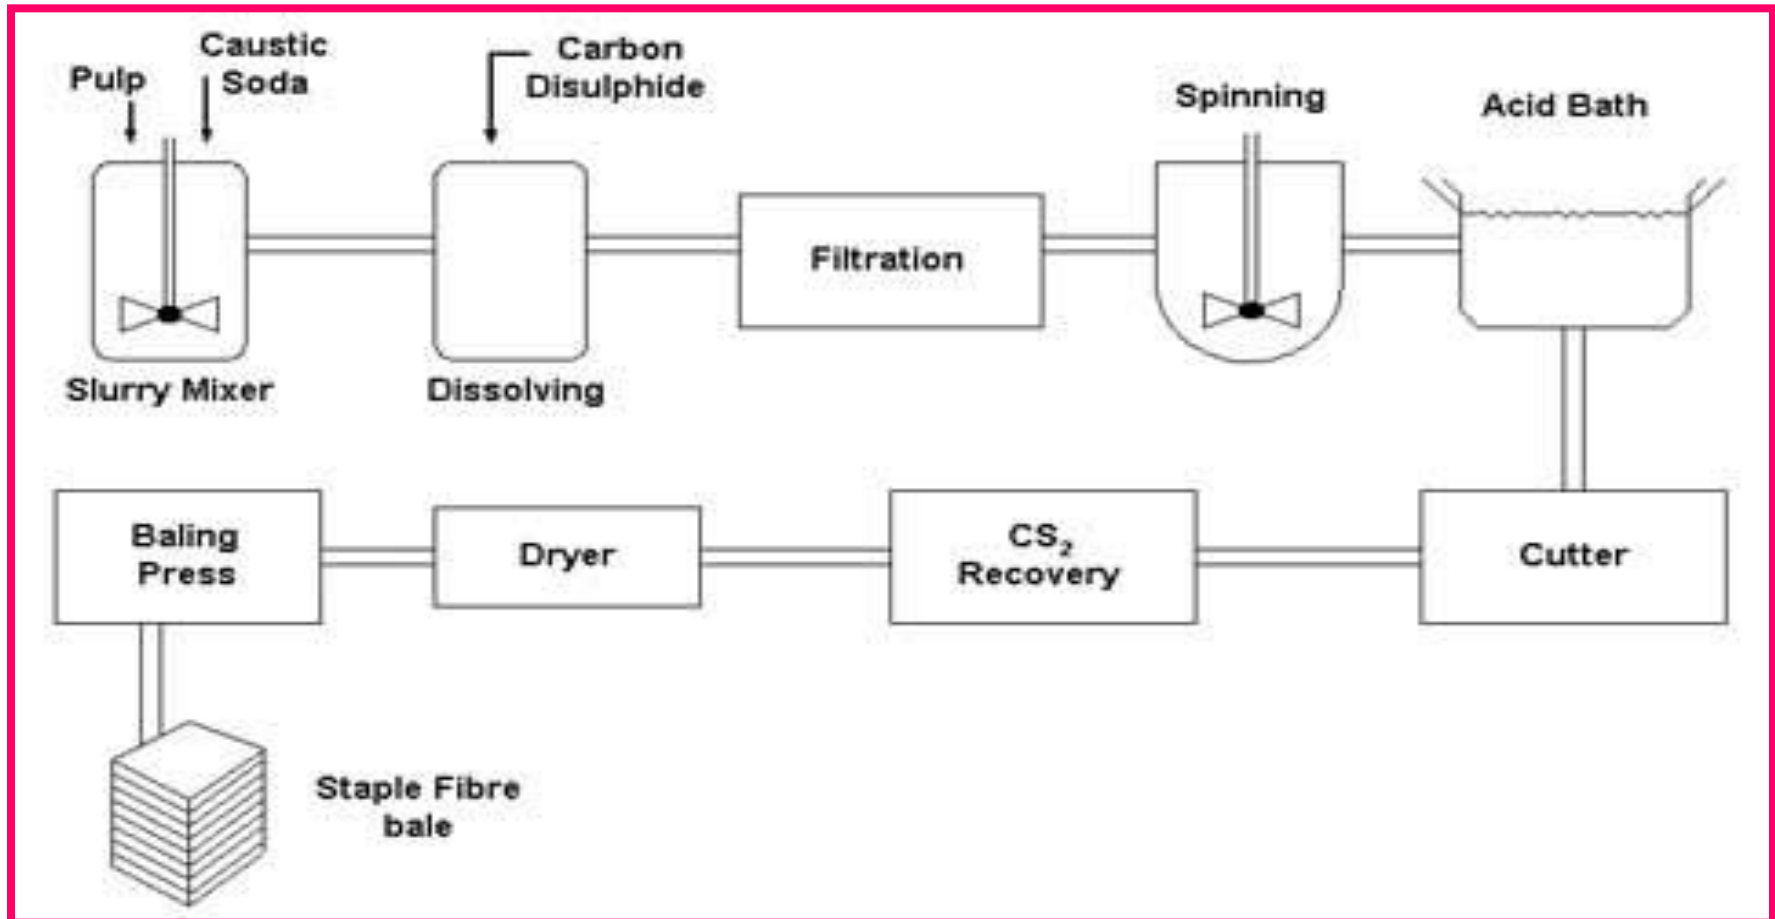 Pulp
Caustic
Soda
Carbon
Disulphide
Spinning
Acid Bath
Filtration
Slurry Mixer
Dissolving
Baling
Press
Dryer
CS₂
Recovery
Cutter
Staple Fibre
bale